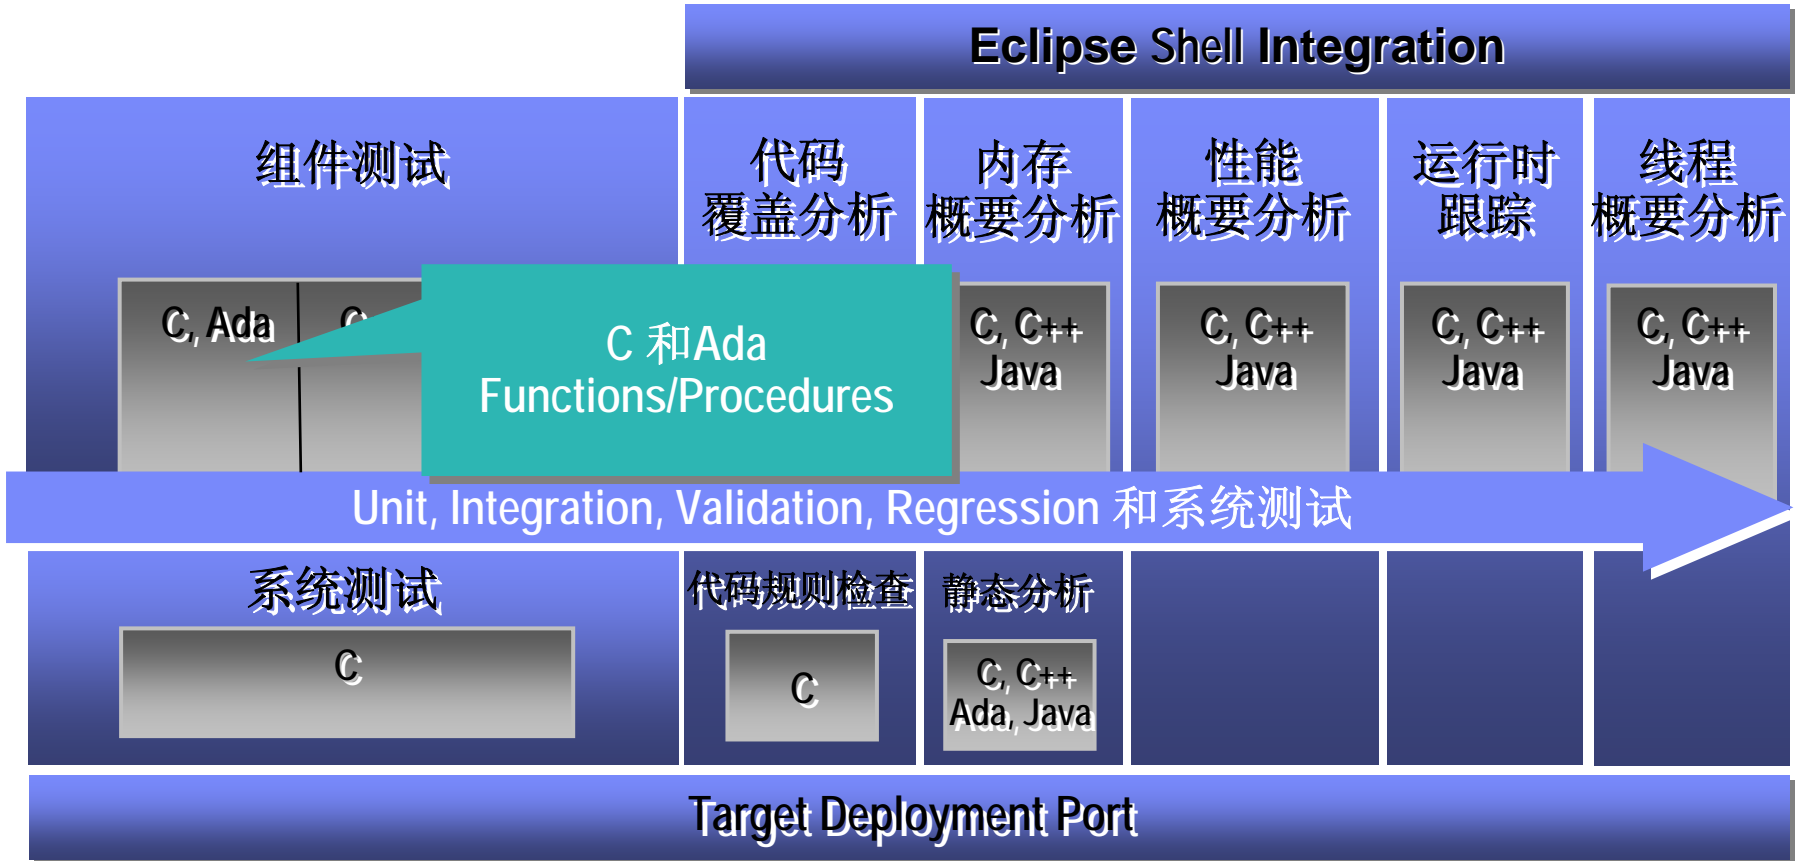 Eclipse Shell Integration
组件测试
代码
覆盖分析
内存
概要分析
性能
概要分析
运行时
跟踪
线程
概要分析
C, Ada
C 和Ada
Functions/Procedures
C, C++
Java
C, C++
Java
C, C++
Java
C, C++
Java
Unit, Integration, Validation, Regression 和系统测试
系统测试
C
代码规则检查
C
静态分析
C, C++
Ada, Java
Target Deployment Port